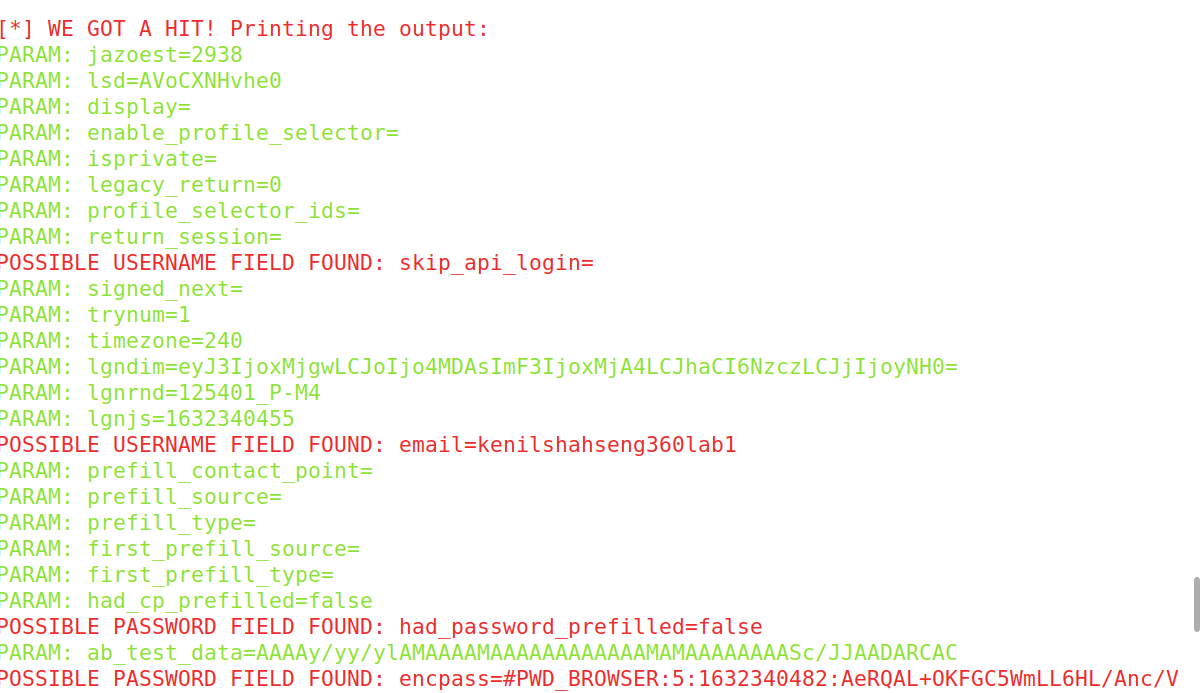 [*] WE GOT A HIT! Printing the output:
PARAM: jazoest=2938
PARAM: lsd=AVoCXNHvhe0
PARAM: display=
PARAM: enable_profile_selector=
PARAM: isprivate=
PARAM: legacy_return=0
PARAM: profile_selector_ids=
PARAM: return_session=
POSSIBLE USERNAME FIELD FOUND: skip_api_login=
PARAM: signed_next=
PARAM: trynum=1
PARAM: timezone=240
PARAM: lgndim=eyJ3IjoxMjgwLCJoIjo4MDAsImF3IjoxMjA4LCJhaCI6NzczLCJjIjoyNH0=
PARAM: lgnrnd=125401_P-M4
PARAM: lgnjs=1632340455
POSSIBLE USERNAME FIELD FOUND: email=kenilshahseng360lab1
PARAM: prefill_contact_point=
PARAM: prefill_source=
PARAM: prefill_type=
PARAM: first_prefill_source=
PARAM: first_prefill_type=
PARAM: had_cp_prefilled=false
POSSIBLE PASSWORD FIELD FOUND: had_password_prefilled=false
PARAM: ab_test_data=AAAAy/yy/ylAMAAAAMAAAAAAAAAAAAMAMAAAAAAAASc/JJAADARCAC
POSSIBLE PASSWORD FIELD FOUND: encpass=#PWD_BROWSER:5:1632340482:AeRQAL+OKFGC5WmLL6HL/Anc/V